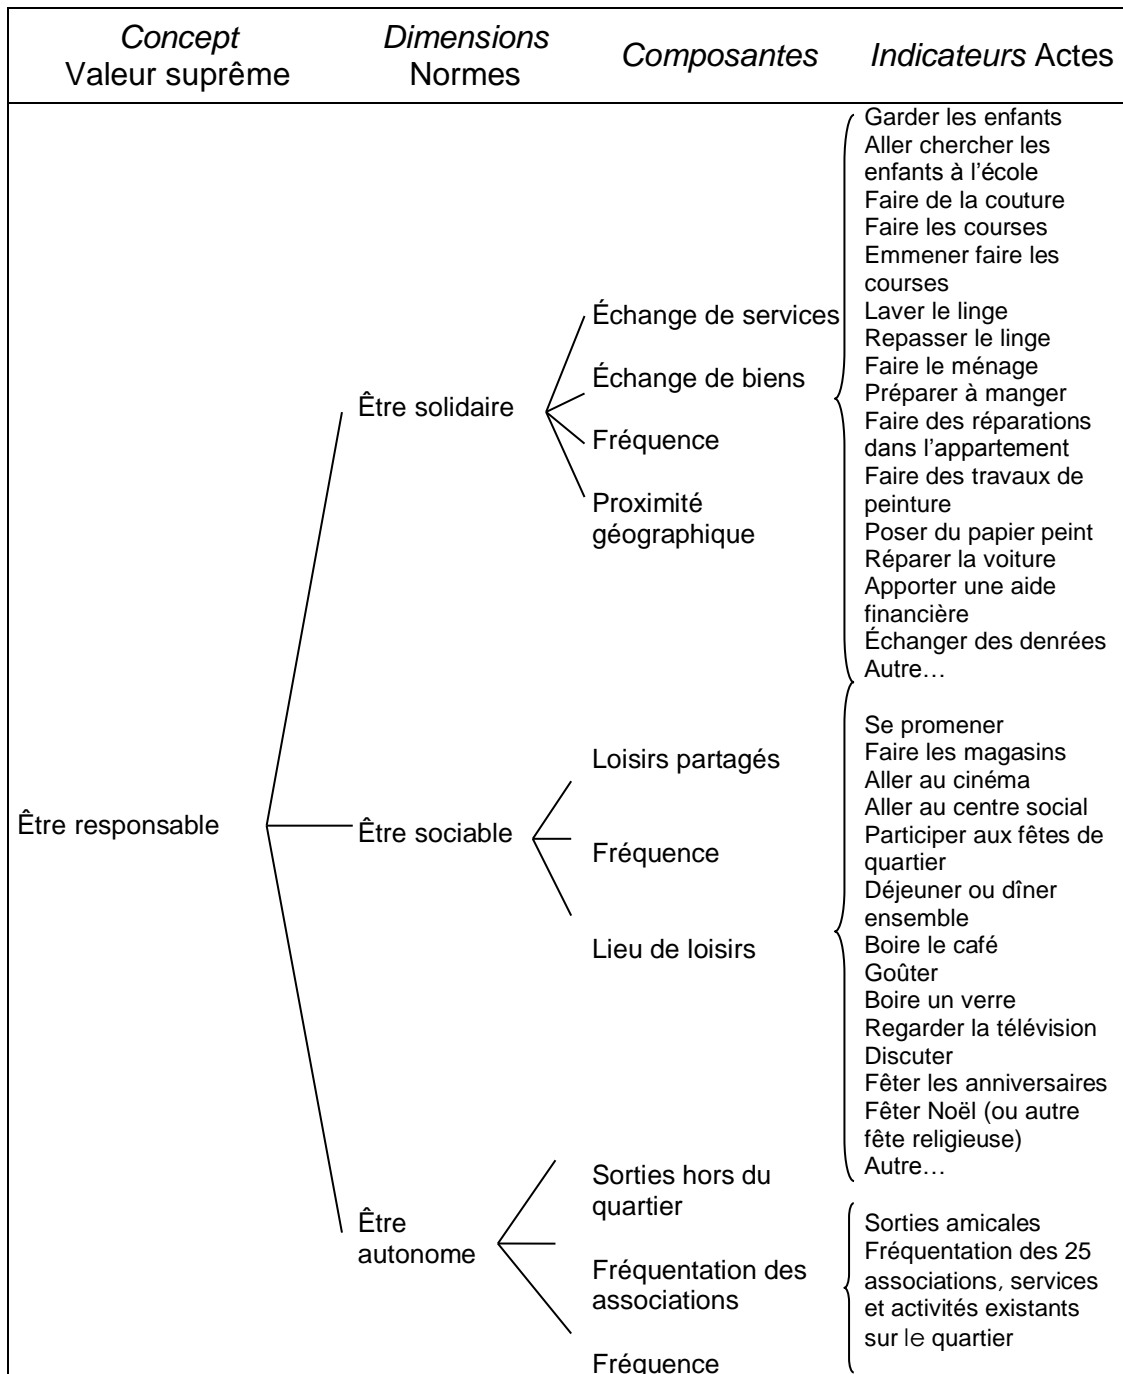 Concept
Valeur suprême
Dimensions
Normes
Composantes
Indicateurs Actes
Être responsable
Être solidaire
Échange de services
Échange de biens
Fréquence
Proximité
géographique
Garder les enfants
Aller chercher les
enfants à l'école
Faire de la couture
Faire les courses
Emmener faire les
courses
Laver le linge
Repasser le linge
Faire le ménage
Préparer à manger
Faire des réparations
dans l'appartement
Faire des travaux de
peinture
Poser du papier peint
Réparer la voiture
Apporter une aide
financière
Échanger des denrées
Autre…
Être sociable
Loisirs partagés
Fréquence
Lieu de loisirs
Se promener
Faire les magasins
Aller au cinéma
Aller au centre social
Participer aux fêtes de
quartier
Déjeuner ou dîner
ensemble
Boire le café
Goûter
Boire un verre
Regarder la télévision
Discuter
Fêter les anniversaires
Fêter Noël (ou autre
fête religieuse)
Autre…
Être
autonome
Sorties hors du
quartier
Fréquentation des
associations
Fréquence
Sorties amicales
Fréquentation des 25
associations, services
et activités existants
sur le quartier